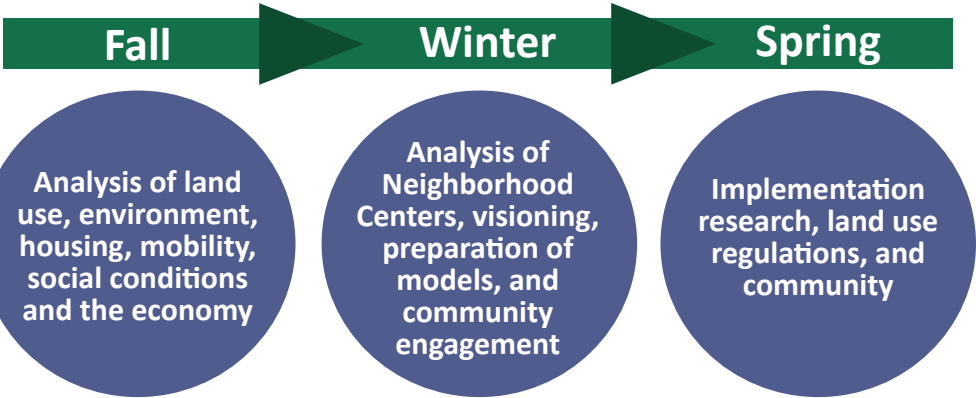 Fall
Winter
Spring
Analysis of land
use, environment,
housing, mobility,
social conditions
and the economy
Analysis of
Neighborhood
Centers, visioning,
preparation of
models, and
community
engagement
Implementation
research, land use
regulations, and
community